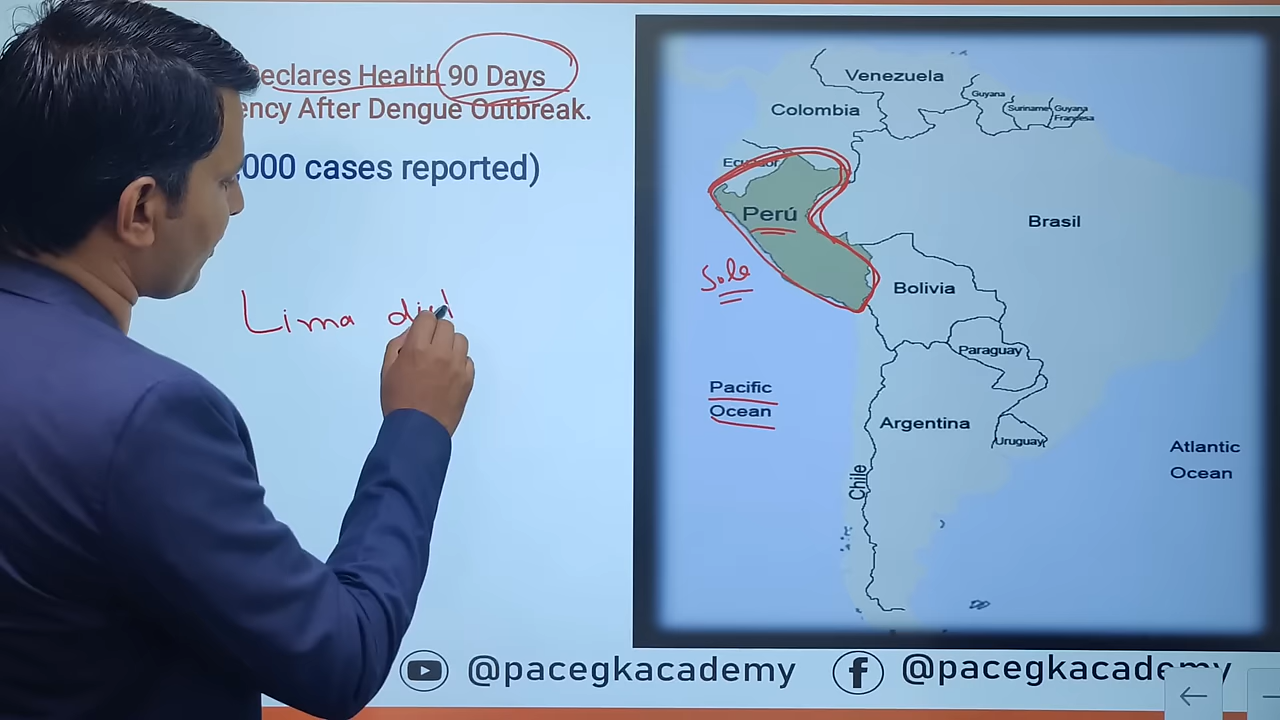 eclares Health 90 Days
ency After Dengue Outbreak.
000 cases reported)
Lima
Venezuela
Colombia
Guyana
Suriname
Guyana
Francesa
Ecuador
Perú
Brasil
Sole
Bolivia
Paraguay
Pacific
Ocean
Argentina
Uruguay
Atlantic
Ocean
Chile
@pacegkacademy
@pacegkacademy